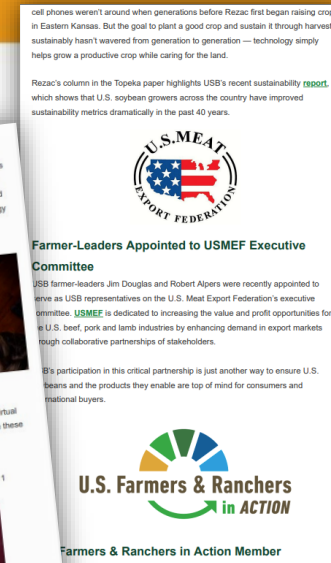 cell phones weren't around when generations before Rezac first began raising crops
in Eastern Kansas. But the goal to plant a good crop and sustain it through harvest
sustainably hasn't wavered from generation to generation — technology simply
helps grow a productive crop while caring for the land.
Rezac's column in the Topeka paper highlights USB's recent sustainability report,
which shows that U.S. soybean growers across the country have improved
sustainability metrics dramatically in the past 40 years.
U.S. MEAT
EXPORT FEDERATION
Farmer-Leaders Appointed to USMEF Executive
Committee
USB farmer-leaders Jim Douglas and Robert Alpers were recently appointed to
serve as USB representatives on the U.S. Meat Export Federation's executive
committee. USMEF is dedicated to increasing the value and profit opportunities for
the U.S. beef, pork and lamb industries by enhancing demand in export markets
through collaborative partnerships of stakeholders.
USB's participation in this critical partnership is just another way to ensure U.S.
soybeans and the products they enable are top of mind for consumers and
international buyers.
rtual
these
U.S. Farmers & Ranchers
in ACTION
Farmers & Ranchers in Action Member